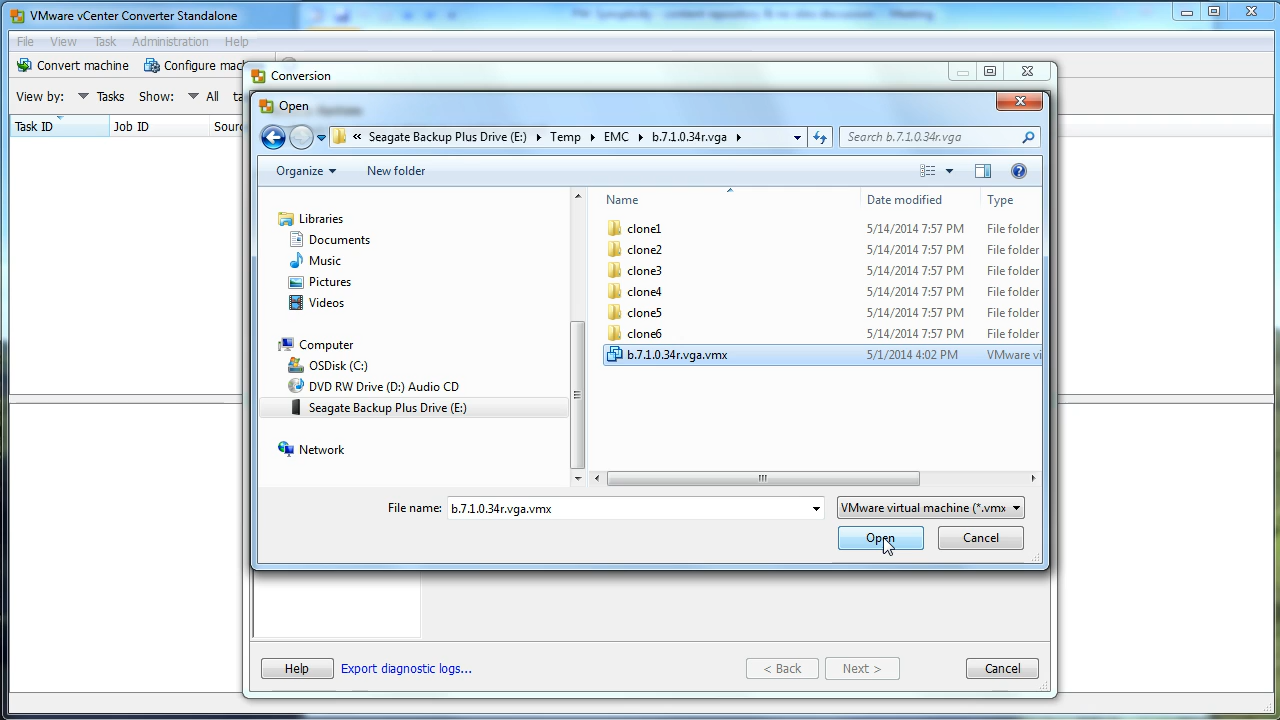 VMware vCenter Converter Standalone
File View Task Administration Help
Convert machine Configure
View by: Tasks Show: All
Task ID Job ID
Conversion
Open
« Seagate Backup Plus Drive (E:) Temp EMC b.7.1.0.34r.vga
Search b.7.1.0.34r.vga
Organize New folder
Libraries
Documents
Music
Pictures
Videos
Computer
OSDisk (C:)
DVD RW Drive (D:) Audio CD
Seagate Backup Plus Drive (E:)
Network
Name Date modified Type
clone1 5/14/2014 7:57 PM File folder
clone2 5/14/2014 7:57 PM File folder
clone3 5/14/2014 7:57 PM File folder
clone4 5/14/2014 7:57 PM File folder
clone5 5/14/2014 7:57 PM File folder
clone6 5/14/2014 7:57 PM File folder
b.7.1.0.34r.vga.vmx 5/1/2014 4:02 PM VMware vi
File name: b.7.1.0.34r.vga.vmx VMware virtual machine (*.vmx
Open Cancel
Help Export diagnostic logs... < Back Next > Cancel